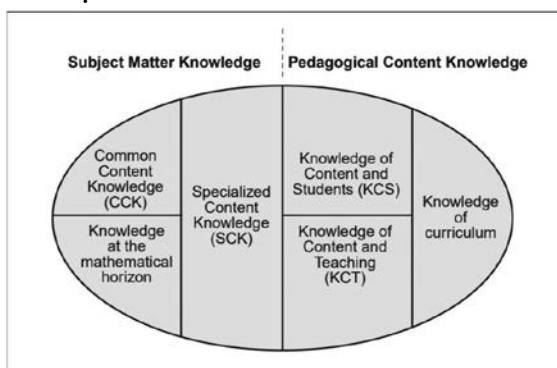 Subject Matter Knowledge
Pedagogical Content Knowledge
Common
Content
Knowledge
(CCK)
Knowledge
at the
mathematical
horizon
Specialized
Content
Knowledge
(SCK)
Knowledge of
Content and
Students (KCS)
Knowledge of
Content and
Teaching
(KCT)
Knowledge
of
curriculum